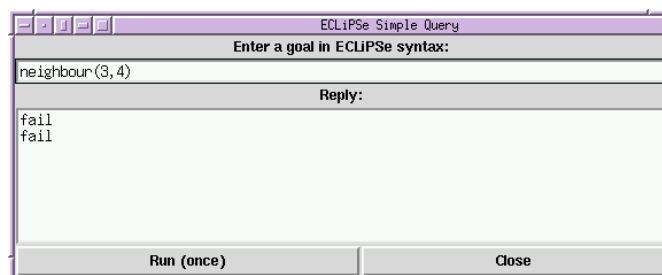 ECLiPSe Simple Query
Enter a goal in ECLiPSe syntax:
neighbour(3,4)
Reply:
fail
fail
Run (once)
Close